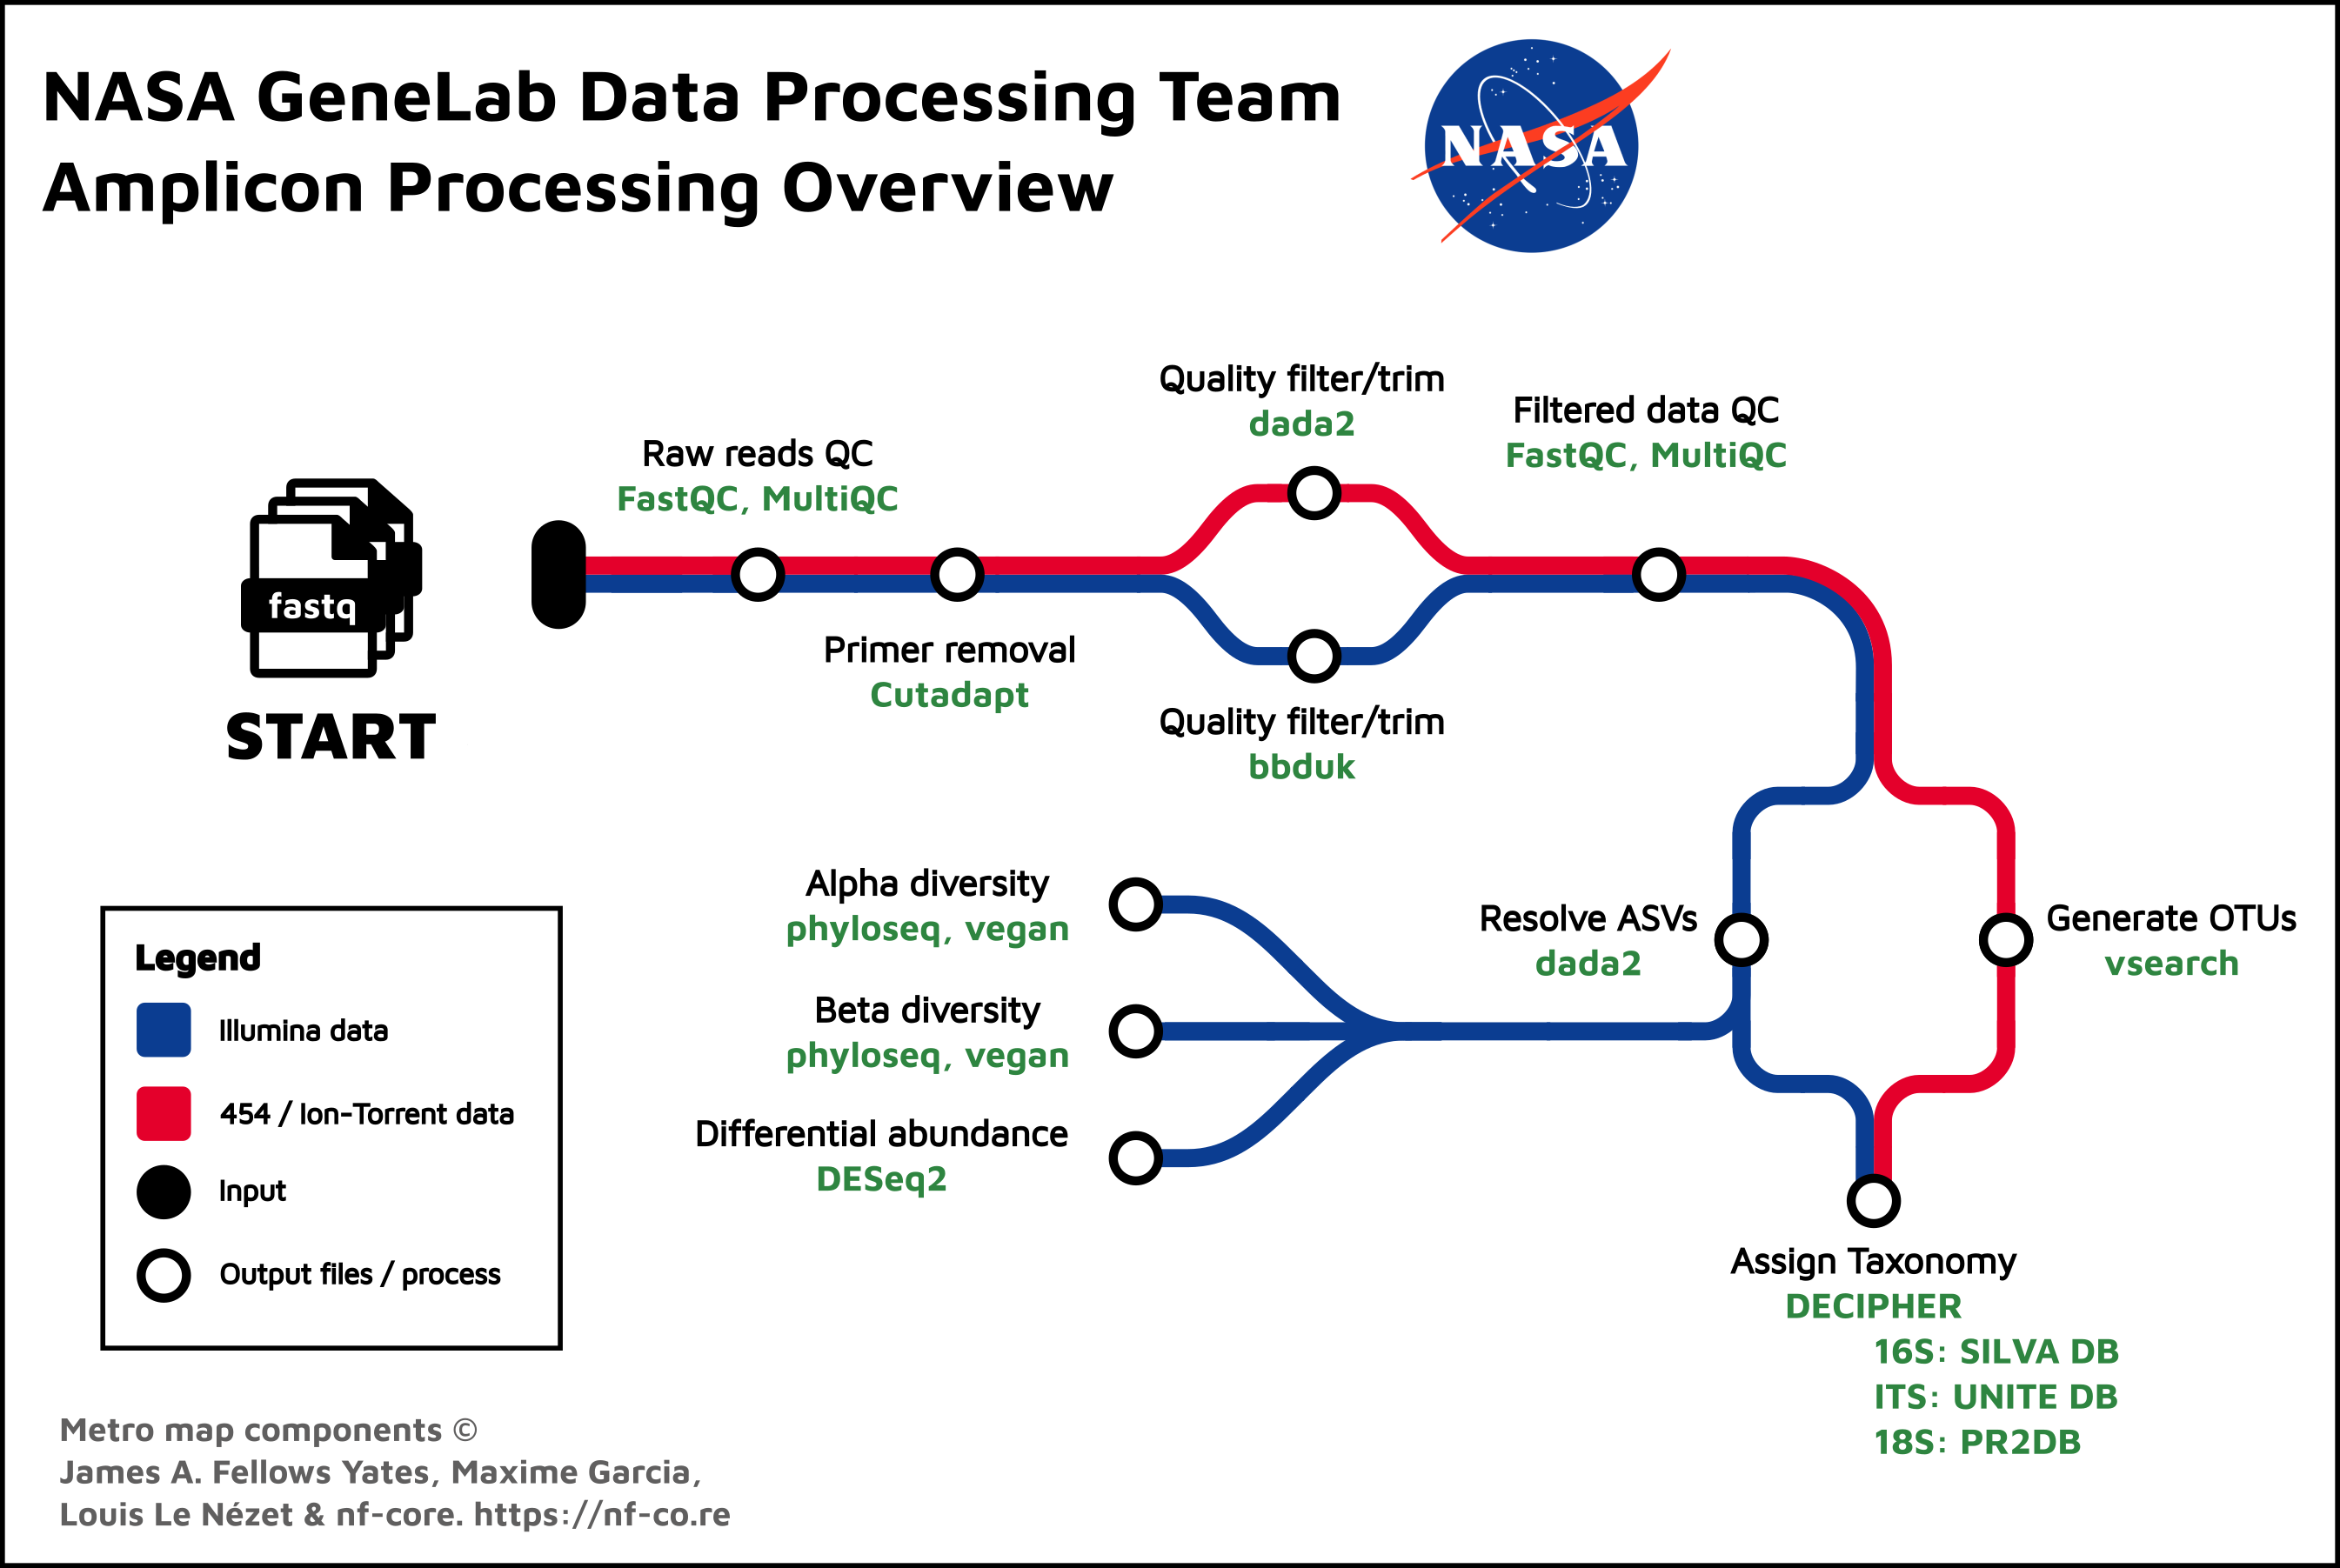 NASA GeneLab Data Processing Team
Amplicon Processing Overview
NASA
Quality filter/trim
dada2
Filtered data QC
FastQC, MultiQC
Raw reads QC
FastQC, MultiQC
fastq
START
Primer removal
Cutadapt
Quality filter/trim
bbduk
Alpha diversity
phyloseq, vegan
Beta diversity
phyloseq, vegan
Differential abundance
DESeq2
Resolve ASVs
dada2
Generate OTUs
vsearch
Assign Taxonomy
DECIPHER
16S: SILVA DB
ITS: UNITE DB
18S: PR2DB
Legend
Illumina data
454 / Ion-Torrent data
Input
Output files / process
Metro map components ©
James A. Fellows Yates, Maxime Garcia,
Louis Le Nézet & nf-core. https://nf-co.re